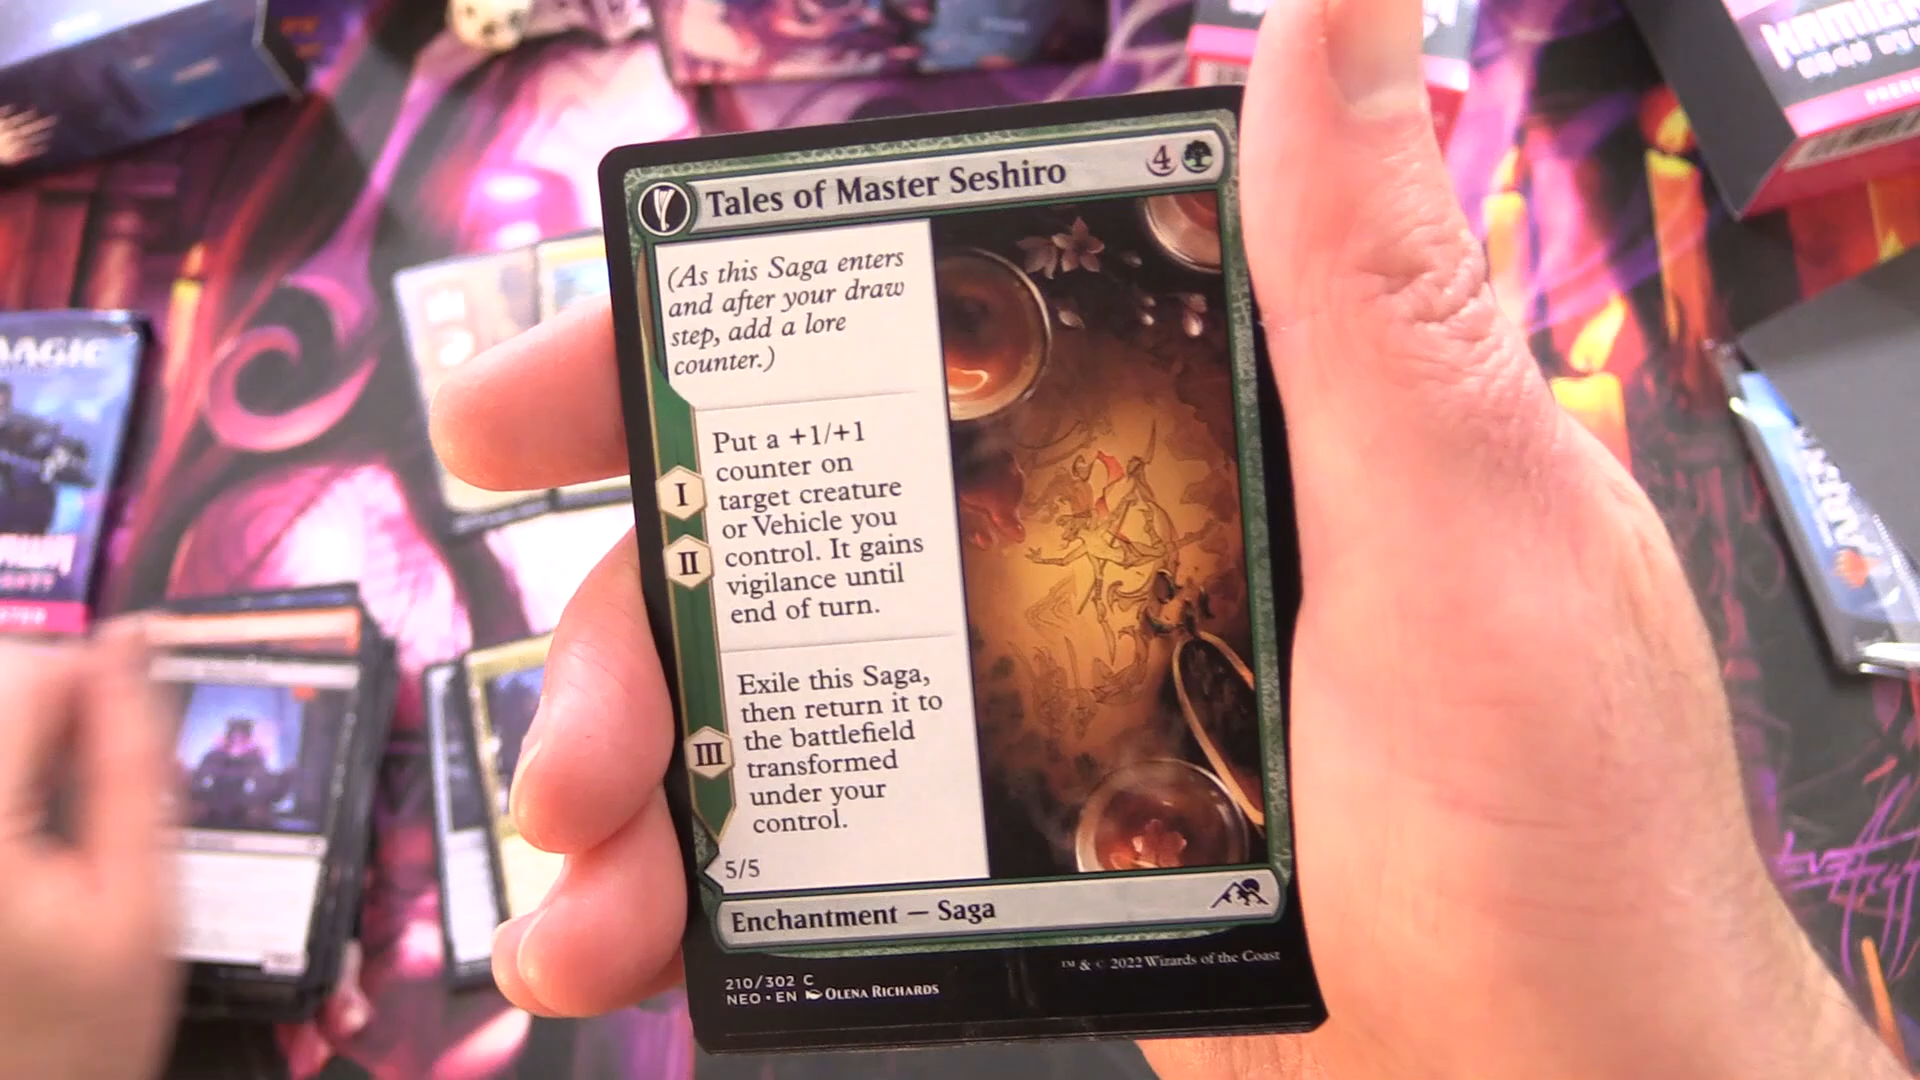 Tales of Master Seshiro
4
(As this Saga enters
and after your draw
step, add a lore
counter.)
I
II
Put a +1/+1
counter on
target creature
or Vehicle you
control. It gains
vigilance until
end of turn.
III
Exile this Saga,
then return it to
the battlefield
transformed
under your
control.
5/5
Enchantment — Saga
210/302 C
NEO • EN OLENA RICHARDS
™ & © 2022 Wizards of the Coast
MAGIC